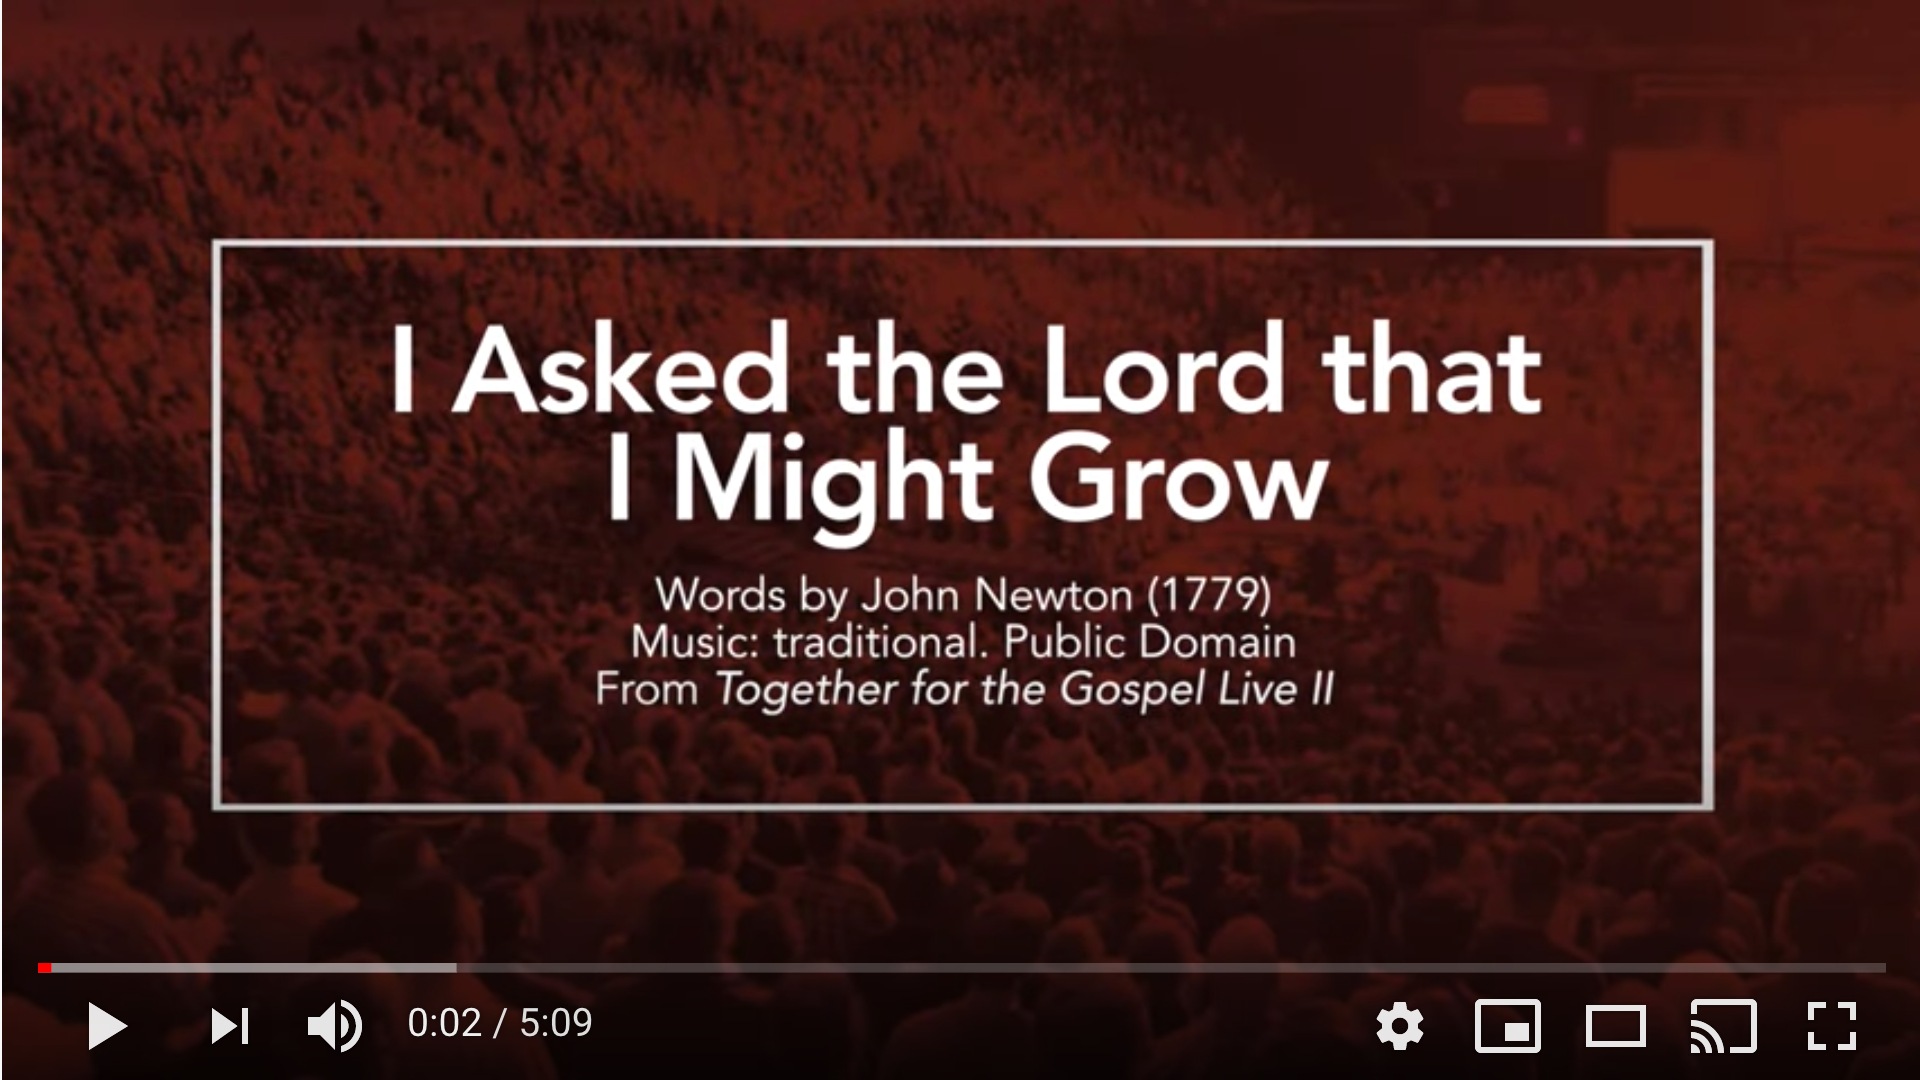 I Asked the Lord that
I Might Grow
Words by John Newton (1779)
Music: traditional. Public Domain
From Together for the Gospel Live II
0:02 / 5:09